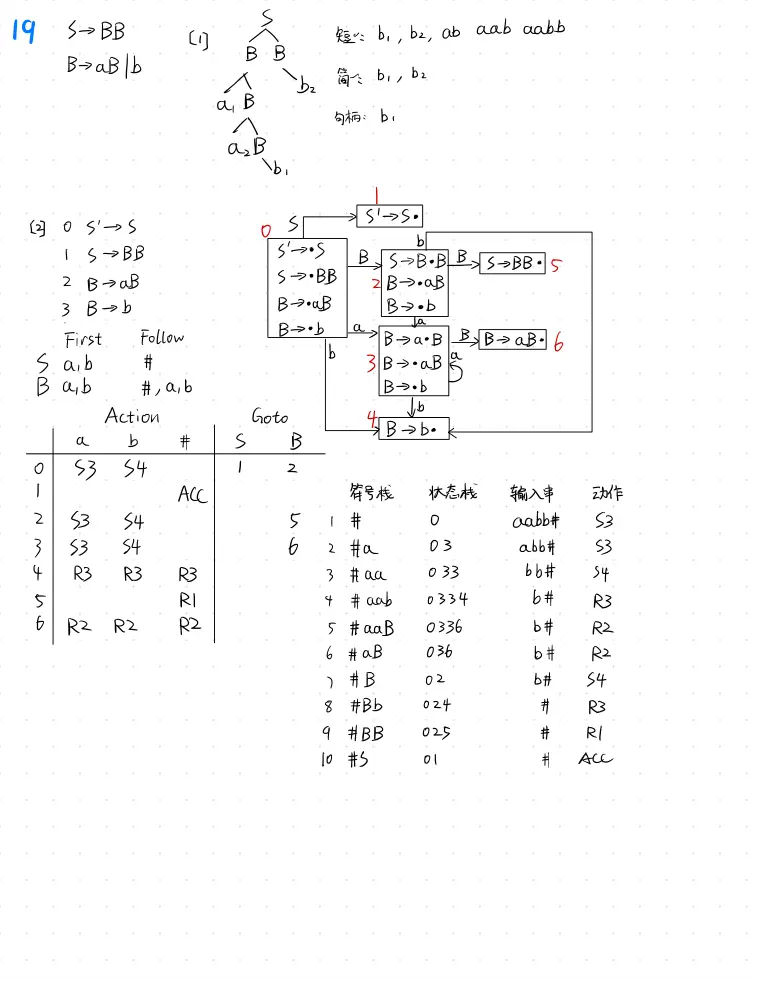 19 S→BB [1] S 短语: b₁, b₂, ab aab aabb
B→aB|b B B
b₂ 简〃: b₁, b₂
a₁ B
句柄: b₁
a₂B
b₁
[2] 0 S'→S
1 S→BB
2 B→aB
3 B→b
First Follow
S a,b #
B a,b #,a,b
1
S S'→S•
0
S'→•S
S→•BB
B→•aB
B→•b
B b
2
S→B•B
B→•aB
B→•b
B S→BB• 5
a a
3
B→a•B
B→•aB
B→•b
B a B→aB• 6
b b
4 B→b•
Action Goto
a b # S B
0 S3 S4 1 2
1 ACC
2 S3 S4 5
3 S3 S4 6
4 R3 R3 R3
5 R1
6 R2 R2 R2
符号栈 状态栈 输入串 动作
1 # 0 aabb# S3
2 #a 03 abb# S3
3 #aa 033 bb# S4
4 #aab 0334 b# R3
5 #aaB 0336 b# R2
6 #aB 036 b# R2
7 #B 02 b# S4
8 #Bb 024 # R3
9 #BB 025 # R1
10 #S 01 # ACC